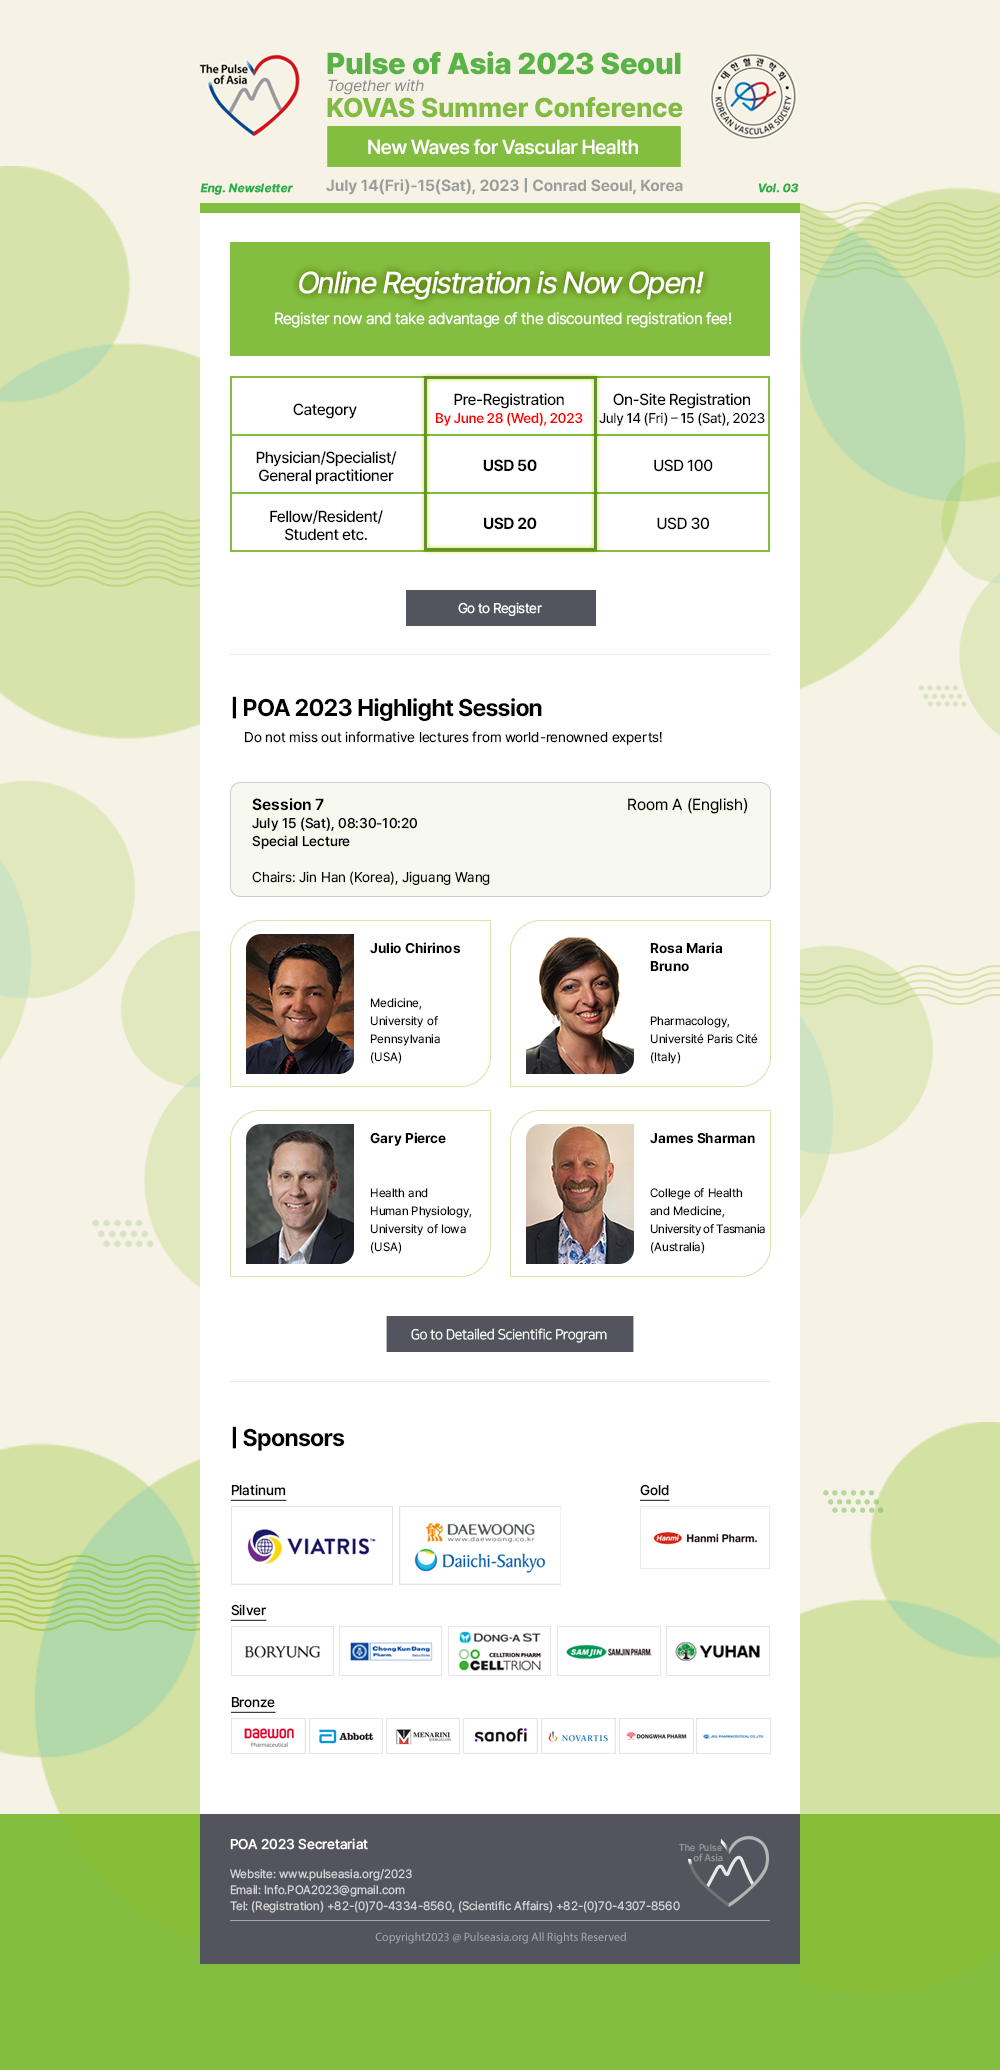 The Pulse
of Asia
Pulse of Asia 2023 Seoul
Together with
KOVAS Summer Conference
New Waves for Vascular Health
대한혈관학회
KOREAN VASCULAR SOCIETY
Eng. Newsletter
July 14(Fri)-15(Sat), 2023 | Conrad Seoul, Korea
Vol. 03
Online Registration is Now Open!
Register now and take advantage of the discounted registration fee!
Category
Pre-Registration
By June 28 (Wed), 2023
On-Site Registration
July 14 (Fri) – 15 (Sat), 2023
Physician/Specialist/
General practitioner
USD 50
USD 100
Fellow/Resident/
Student etc.
USD 20
USD 30
Go to Register
POA 2023 Highlight Session
Do not miss out informative lectures from world-renowned experts!
Session 7
Room A (English)
July 15 (Sat), 08:30-10:20
Special Lecture
Chairs: Jin Han (Korea), Jiguang Wang
Julio Chirinos
Medicine,
University of
Pennsylvania
(USA)
Rosa Maria
Bruno
Pharmacology,
Université Paris Cité
(Italy)
Gary Pierce
Health and
Human Physiology,
University of Iowa
(USA)
James Sharman
College of Health
and Medicine,
University of Tasmania
(Australia)
Go to Detailed Scientific Program
Sponsors
Platinum
Gold
VIATRIS™
DAEWOONG
www.daewoong.co.kr
Daiichi-Sankyo
Hanmi Hanmi Pharm.
Silver
BORYUNG
Chong Kun Dang
Pharm.
DONG-A ST
CELLTRION PHARM
CELLTRION
SAMJIN SAMJIN PHARM.
YUHAN
Bronze
Daewon
Pharmaceutical
Abbott
MENARINI
sanofi
NOVARTIS
DONGWHA PHARM
JEIL PHARMACEUTICAL CO.,LTD.
POA 2023 Secretariat
Website: www.pulseasia.org/2023
Email: Info.POA2023@gmail.com
Tel: (Registration) +82-(0)70-4334-8560, (Scientific Affairs) +82-(0)70-4307-8560
The Pulse
of Asia
Copyright2023 @ Pulseasia.org All Rights Reserved